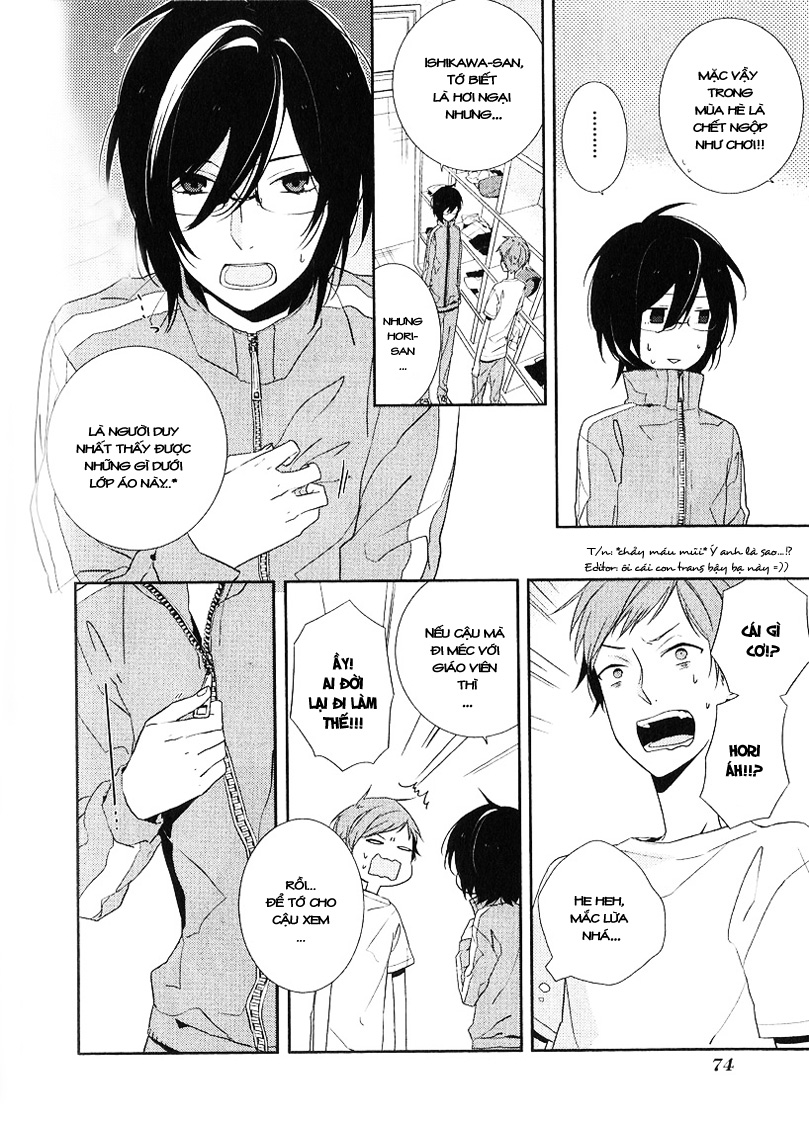 MẶC VẬY
TRONG
MÙA HÈ LÀ
CHẾT NGỘP
NHƯ CHƠI!!
.........
ISHIKAWA-SAN,
TỚ BIẾT
LÀ HƠI NGẠI
NHƯNG...
NHƯNG
HORI-
SAN
...
LÀ NGƯỜI DUY
NHẤT THẤY ĐƯỢC
NHỮNG GÌ DƯỚI
LỚP ÁO NÀY..*
T/n: *chảy máu mũi* Ý anh là sao...!?
Editor: ôi cái con trans bậy bạ này =))
CÁI GÌ
CƠ!?
HORI
ÁH!!?
HE HEH,
MẮC LỪA
NHÁ...
NẾU CẬU MÀ
ĐI MÉC VỚI
GIÁO VIÊN
THÌ
...
ẦY!
AI ĐỜI
LẠI ĐI LÀM
THẾ!!!
RỒI...
ĐỂ TỚ CHO
CẬU XEM
...
74